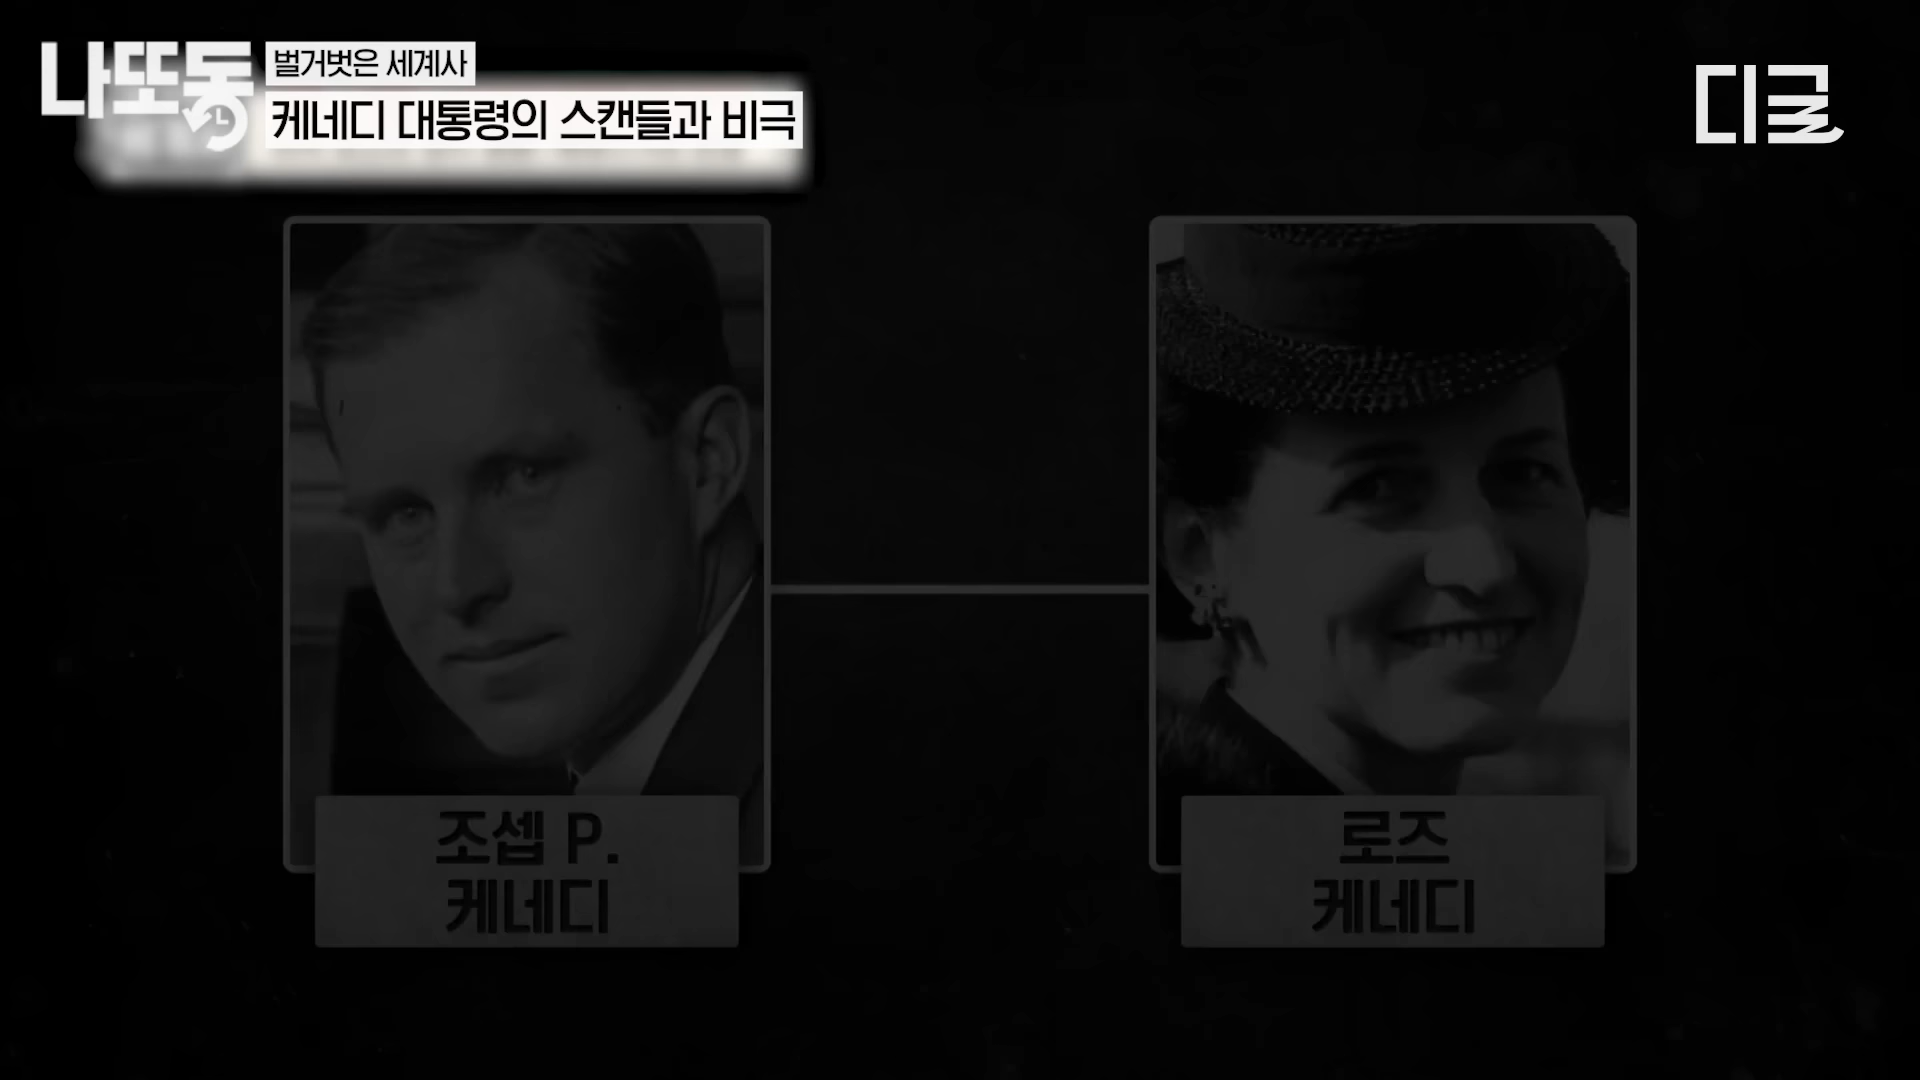 나또동
벌거벗은 세계사
케네디 대통령의 스캔들과 비극
디글
조셉 P.
케네디
로즈
케네디